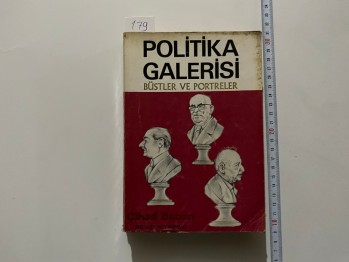 179
POLİTİKA
GALERİSİ
BÜSTLER VE PORTRELER